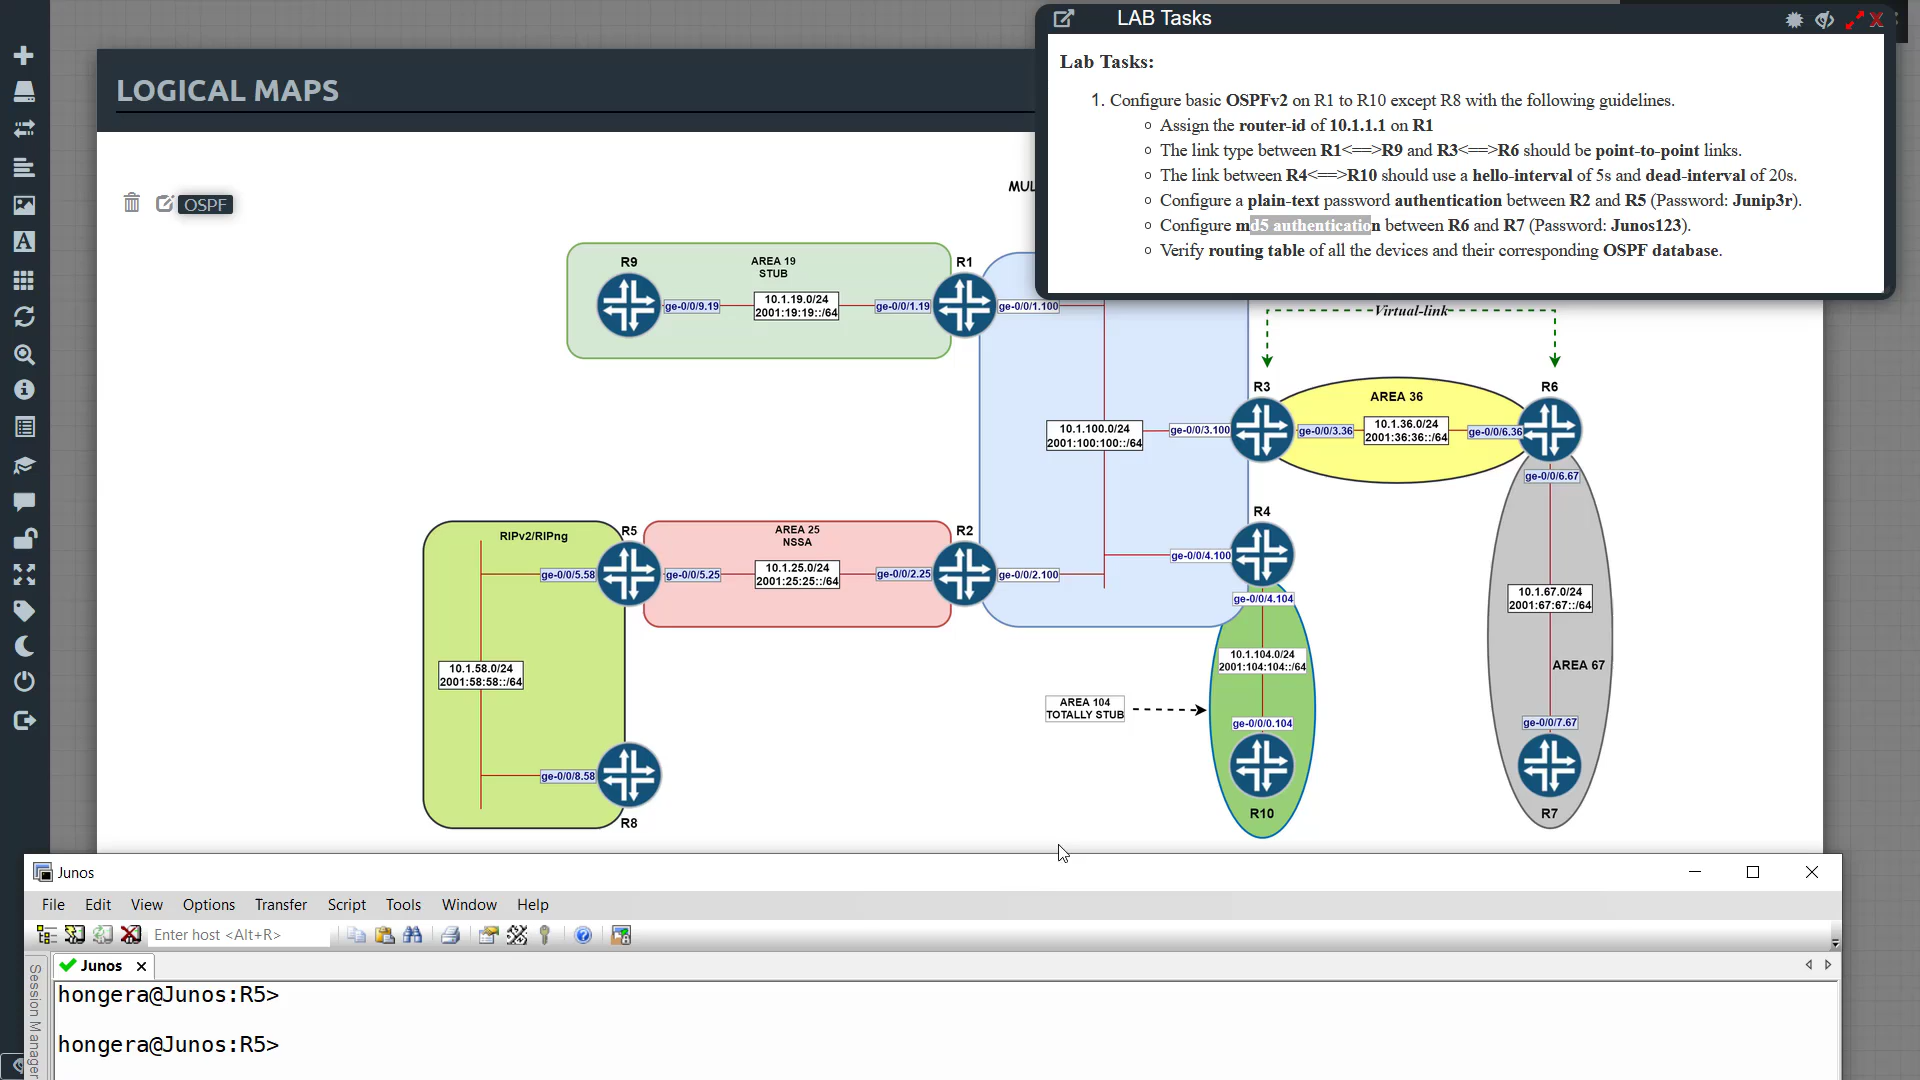 LAB Tasks
Lab Tasks:
1. Configure basic OSPFv2 on R1 to R10 except R8 with the following guidelines.
Assign the router-id of 10.1.1.1 on R1
The link type between R1<==>R9 and R3<==>R6 should be point-to-point links.
The link between R4<==>R10 should use a hello-interval of 5s and dead-interval of 20s.
Configure a plain-text password authentication between R2 and R5 (Password: Junip3r).
Configure md5 authentication between R6 and R7 (Password: Junos123).
Verify routing table of all the devices and their corresponding OSPF database.
LOGICAL MAPS
MUL
OSPF
R9
AREA 19
STUB
R1
ge-0/0/9.19
10.1.19.0/24
2001:19:19::/64
ge-0/0/1.19
ge-0/0/1.100
Virtual-link
R3
AREA 36
R6
10.1.100.0/24
2001:100:100::/64
ge-0/0/3.100
ge-0/0/3.36
10.1.36.0/24
2001:36:36::/64
ge-0/0/6.36
ge-0/0/6.67
R4
RIPv2/RIPng
R5
AREA 25
NSSA
R2
ge-0/0/4.100
ge-0/0/5.58
ge-0/0/5.25
10.1.25.0/24
2001:25:25::/64
ge-0/0/2.25
ge-0/0/2.100
ge-0/0/4.104
10.1.67.0/24
2001:67:67::/64
10.1.58.0/24
2001:58:58::/64
10.1.104.0/24
2001:104:104::/64
AREA 67
AREA 104
TOTALLY STUB
ge-0/0/0.104
ge-0/0/7.67
ge-0/0/8.58
R8
R10
R7
Junos
File Edit View Options Transfer Script Tools Window Help
Enter host <Alt+R>
Junos
Session Manager
hongera@Junos:R5>
hongera@Junos:R5>